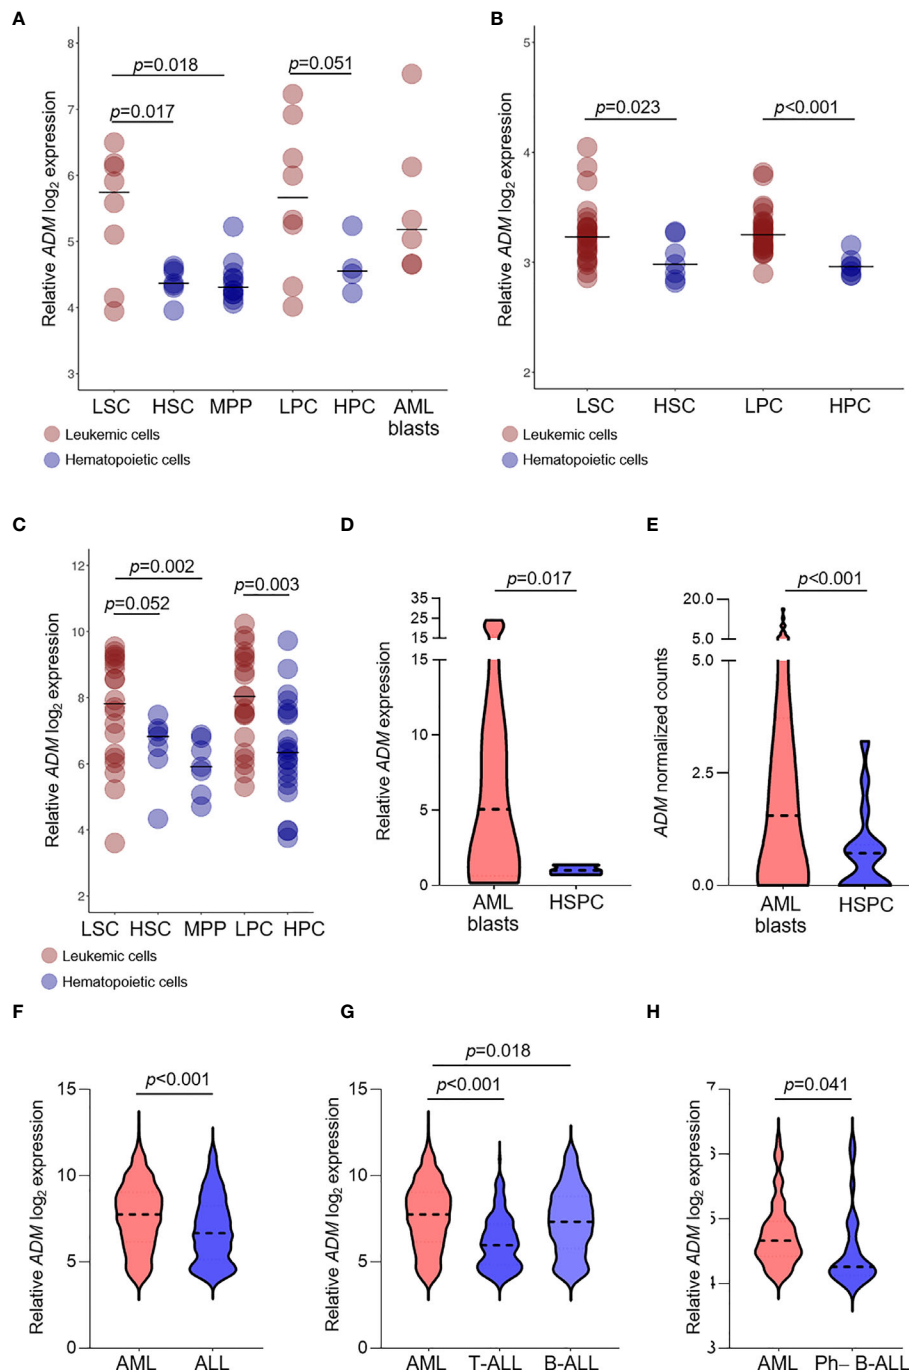 A
Relative ADM log2 expression
8
7
6
5
4
3
p=0.018
p=0.051
p=0.017
LSC HSC MPP LPC HPC AML blasts
Leukemic cells
Hematopoietic cells
B
Relative ADM log2 expression
5
4
3
2
p=0.023
p<0.001
LSC HSC LPC HPC
Leukemic cells
Hematopoietic cells
C
Relative ADM log2 expression
12
10
8
6
4
2
p=0.002
p=0.003
p=0.052
LSC HSC MPP LPC HPC
Leukemic cells
Hematopoietic cells
D
Relative ADM expression
p=0.017
35
25
15
15
10
5
0
AML blasts
HSPC
E
ADM normalized counts
p<0.001
20.0
5.0
5.0
2.5
0.0
AML blasts
HSPC
F
Relative ADM log2 expression
p<0.001
15
10
5
0
AML ALL
G
Relative ADM log2 expression
p=0.018
p<0.001
15
10
5
0
AML T-ALL B-ALL
H
Relative ADM log2 expression
p=0.041
7
6
5
4
3
AML Ph– B-ALL